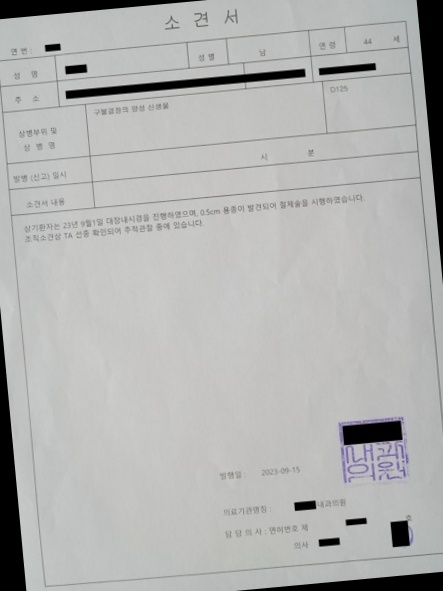 소 견 서
연 번 :
성 명 성 별 남 연 령 44 세
주 소
상병부위 및
상 병 명
구불결장의 양성 신생물 D125
발병 (신고) 일시 시 분
소견서 내용
상기환자는 23년 9월1일 대장내시경을 진행하였으며, 0.5cm 용종이 발견되어 절제술을 시행하였습니다.
조직소견상 TA 선종 확인되어 추적관찰 중에 있습니다.
발행일 : 2023-09-15
의료기관명칭 : 내과의원
담 당 의 사 : 면허번호 제 호
의사
내과
의원